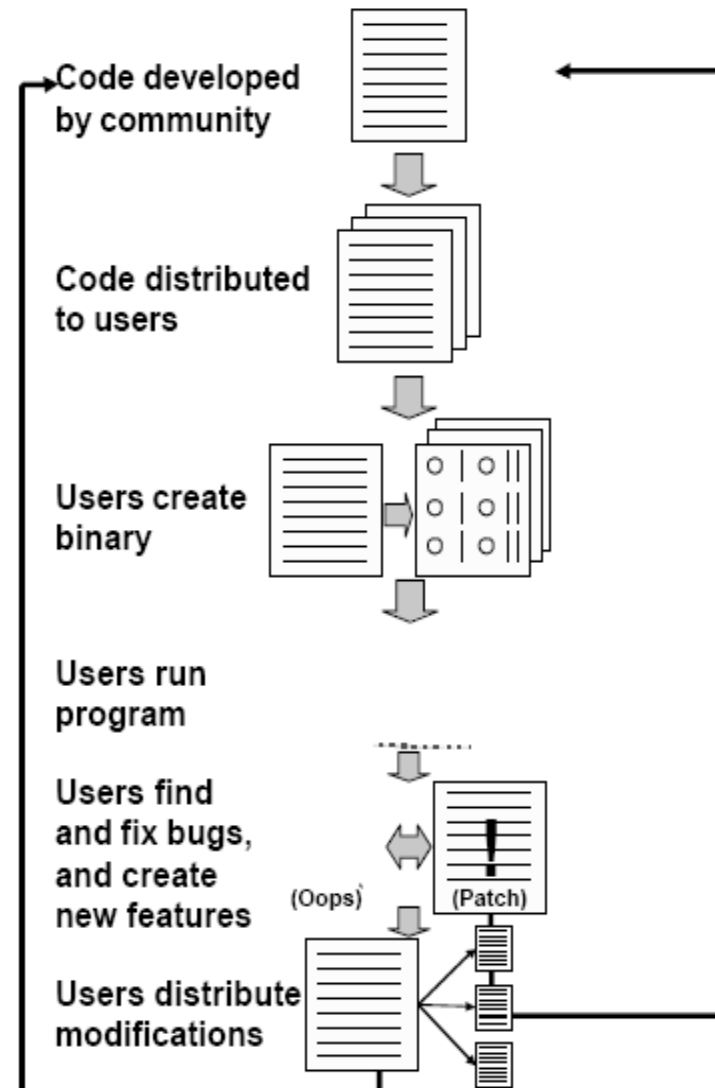 Code developed
by community
Code distributed
to users
Users create
binary
Users run
program
Users find
and fix bugs,
and create
new features
(Oops)
!
(Patch)
Users distribute
modifications